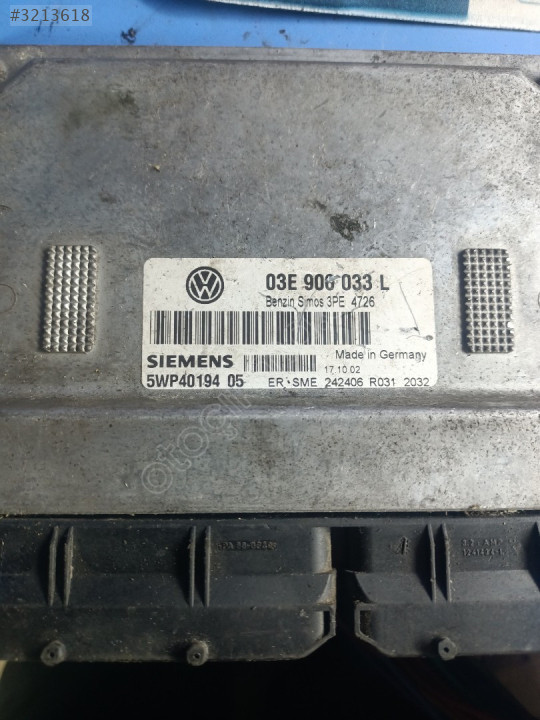 #3213618
VW
03E 906 033 L
Benzin Simos 3PE 4726
SIEMENS
Made in Germany
17.10.02
5WP40194 05
ER·SME 242406 R031 2032